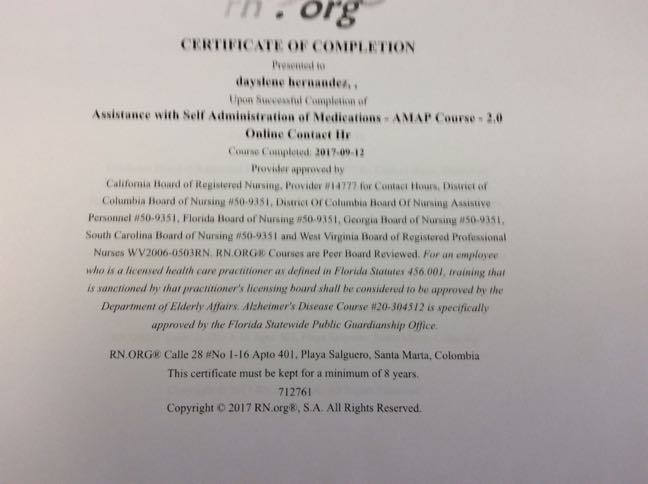 rn.org
CERTIFICATE OF COMPLETION
Presented to
dayslene hernandez, ,
Upon Successful Completion of
Assistance with Self Administration of Medications - AMAP Course - 2.0
Online Contact Hr
Course Completed: 2017-09-12
Provider approved by
California Board of Registered Nursing, Provider #14777 for Contact Hours, District of
Columbia Board of Nursing #50-9351, District Of Columbia Board Of Nursing Assistive
Personnel #50-9351, Florida Board of Nursing #50-9351, Georgia Board of Nursing #50-9351,
South Carolina Board of Nursing #50-9351 and West Virginia Board of Registered Professional
Nurses WV2006-0503RN. RN.ORG® Courses are Peer Board Reviewed. For an employee
who is a licensed health care practitioner as defined in Florida Statutes 456.001, training that
is sanctioned by that practitioner's licensing board shall be considered to be approved by the
Department of Elderly Affairs. Alzheimer's Disease Course #20-304512 is specifically
approved by the Florida Statewide Public Guardianship Office.
RN.ORG® Calle 28 #No 1-16 Apto 401, Playa Salguero, Santa Marta, Colombia
This certificate must be kept for a minimum of 8 years.
712761
Copyright © 2017 RN.org®, S.A. All Rights Reserved.